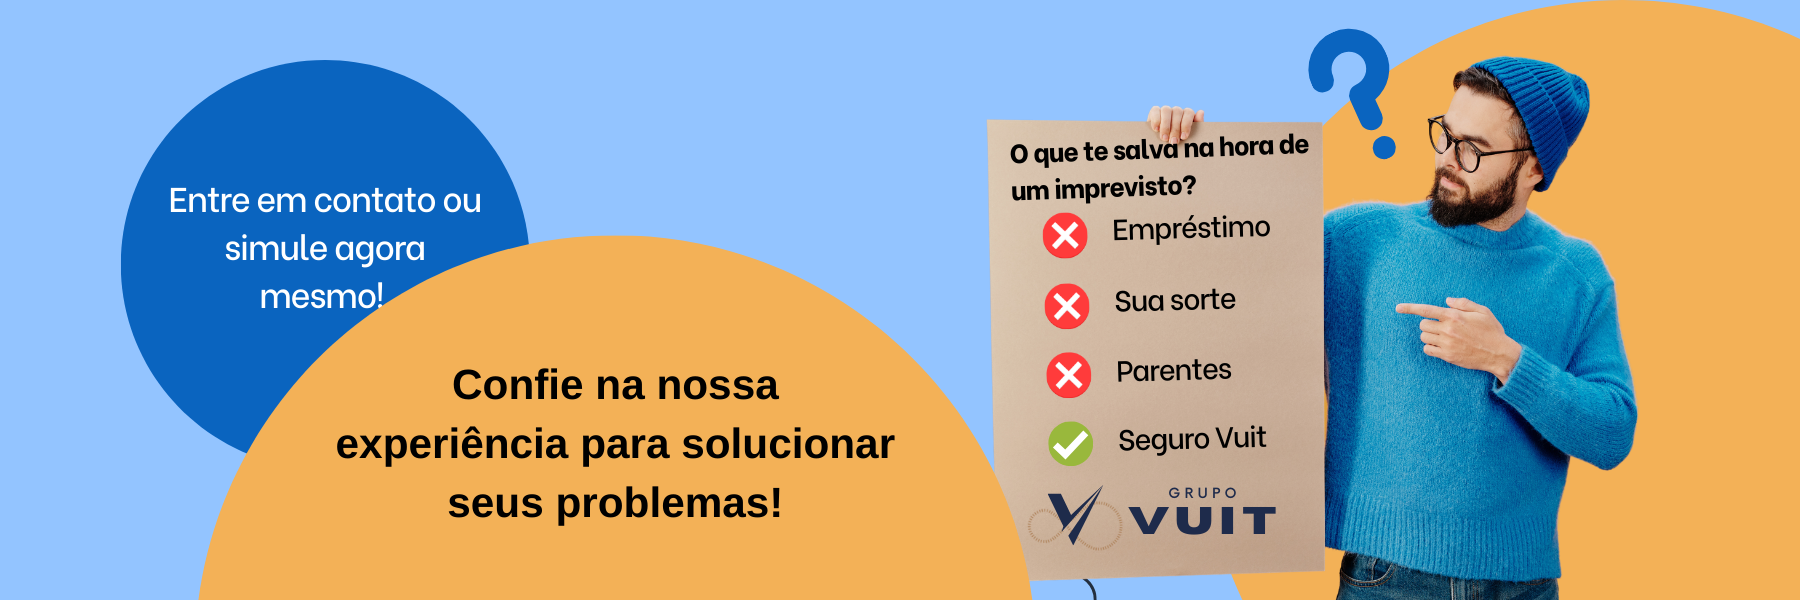 Entre em contato ou
simule agora
mesmo!
Confie na nossa
experiência para solucionar
seus problemas!
O que te salva na hora de
um imprevisto?
Empréstimo
Sua sorte
Parentes
Seguro Vuit
GRUPO
VUIT